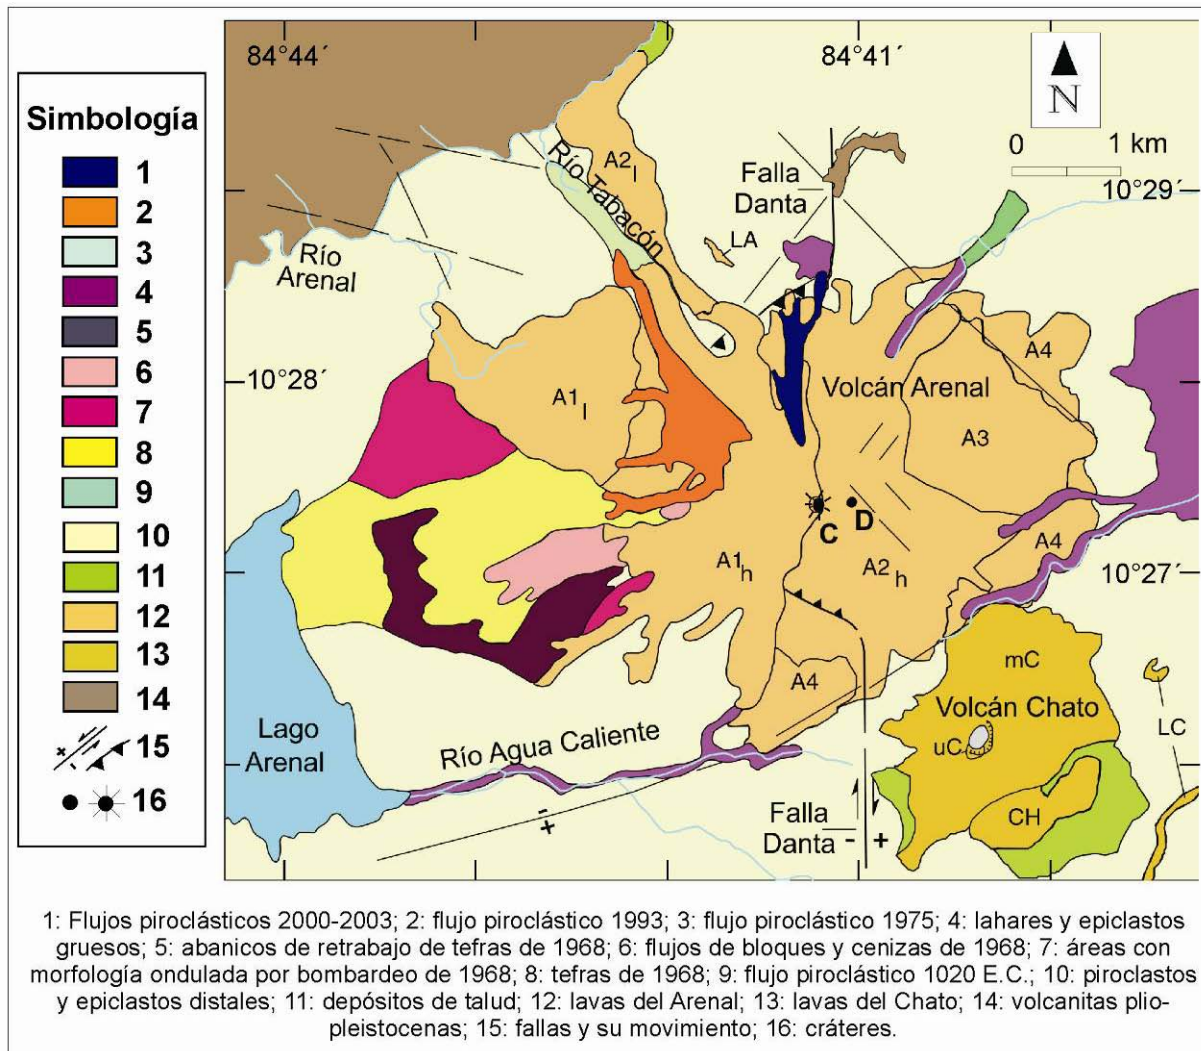 Simbología
1
2
3
4
5
6
7
8
9
10
11
12
13
14
15
16
84°44´
84°41´
N
0 1 km
10°29´
10°28´
10°27´
A2l
Río Tabacón
Falla
Danta
LA
Río
Arenal
A4
Volcán Arenal
A1l
A3
C
D
A1h
A2h
A4
A4
mC
Volcán Chato
uC
LC
CH
Lago
Arenal
Río Agua Caliente
-
+
Falla
Danta
- +
1: Flujos piroclásticos 2000-2003; 2: flujo piroclástico 1993; 3: flujo piroclástico 1975; 4: lahares y epiclastos
gruesos; 5: abanicos de retrabajo de tefras de 1968; 6: flujos de bloques y cenizas de 1968; 7: áreas con
morfología ondulada por bombardeo de 1968; 8: tefras de 1968; 9: flujo piroclástico 1020 E.C.; 10: piroclastos
y epiclastos distales; 11: depósitos de talud; 12: lavas del Arenal; 13: lavas del Chato; 14: volcanitas plio-
pleistocenas; 15: fallas y su movimiento; 16: cráteres.